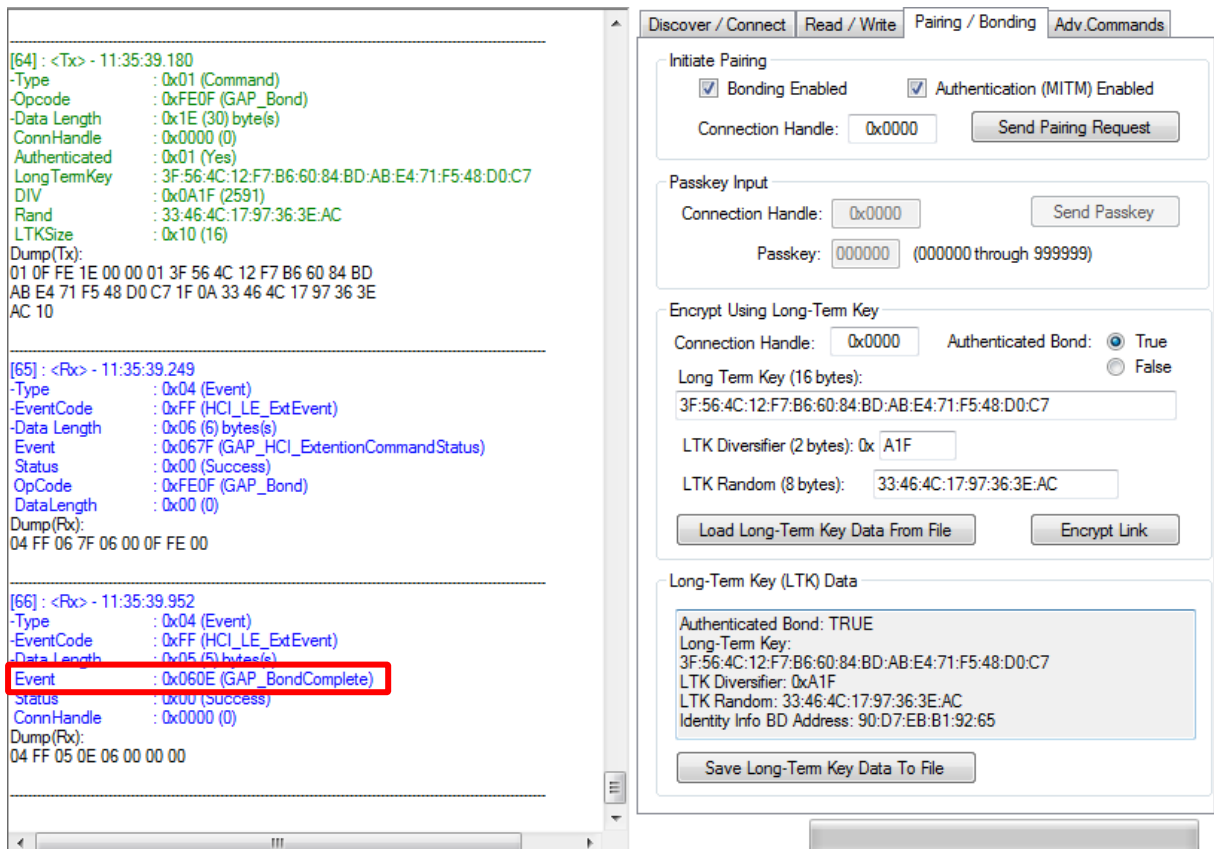 [64] : <Tx> - 11:35:39.180
-Type : 0x01 (Command)
-Opcode : 0xFE0F (GAP_Bond)
-Data Length : 0x1E (30) byte(s)
ConnHandle : 0x0000 (0)
Authenticated : 0x01 (Yes)
LongTermKey : 3F:56:4C:12:F7:B6:60:84:BD:AB:E4:71:F5:48:D0:C7
DIV : 0x0A1F (2591)
Rand : 33:46:4C:17:97:36:3E:AC
LTKSize : 0x10 (16)
Dump(Tx):
01 0F FE 1E 00 00 01 3F 56 4C 12 F7 B6 60 84 BD
AB E4 71 F5 48 D0 C7 1F 0A 33 46 4C 17 97 36 3E
AC 10
[65] : <Rx> - 11:35:39.249
-Type : 0x04 (Event)
-EventCode : 0xFF (HCI_LE_ExtEvent)
-Data Length : 0x06 (6) bytes(s)
Event : 0x067F (GAP_HCI_ExtentionCommandStatus)
Status : 0x00 (Success)
OpCode : 0xFE0F (GAP_Bond)
DataLength : 0x00 (0)
Dump(Rx):
04 FF 06 7F 06 00 0F FE 00
[66] : <Rx> - 11:35:39.952
-Type : 0x04 (Event)
-EventCode : 0xFF (HCI_LE_ExtEvent)
-Data Length : 0x05 (5) bytes(s)
Event : 0x060E (GAP_BondComplete)
Status : 0x00 (Success)
ConnHandle : 0x0000 (0)
Dump(Rx):
04 FF 05 0E 06 00 00 00
Discover / Connect Read / Write Pairing / Bonding Adv.Commands
Initiate Pairing
Bonding Enabled Authentication (MITM) Enabled
Connection Handle: 0x0000 Send Pairing Request
Passkey Input
Connection Handle: 0x0000 Send Passkey
Passkey: 000000 (000000 through 999999)
Encrypt Using Long-Term Key
Connection Handle: 0x0000 Authenticated Bond: True
False
Long Term Key (16 bytes):
3F:56:4C:12:F7:B6:60:84:BD:AB:E4:71:F5:48:D0:C7
LTK Diversifier (2 bytes): 0x A1F
LTK Random (8 bytes): 33:46:4C:17:97:36:3E:AC
Load Long-Term Key Data From File Encrypt Link
Long-Term Key (LTK) Data
Authenticated Bond: TRUE
Long-Term Key:
3F:56:4C:12:F7:B6:60:84:BD:AB:E4:71:F5:48:D0:C7
LTK Diversifier: 0xA1F
LTK Random: 33:46:4C:17:97:36:3E:AC
Identity Info BD Address: 90:D7:EB:B1:92:65
Save Long-Term Key Data To File